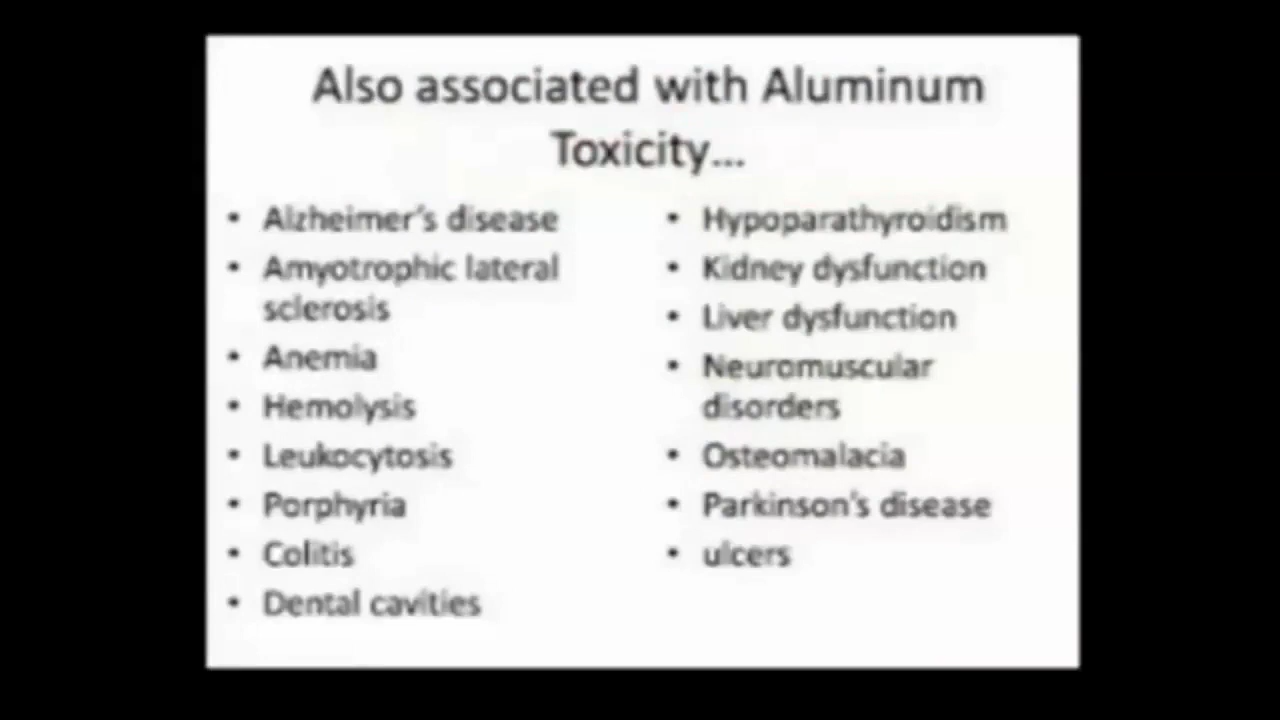 Also associated with Aluminum
Toxicity...
• Alzheimer's disease
• Amyotrophic lateral
sclerosis
• Anemia
• Hemolysis
• Leukocytosis
• Porphyria
• Colitis
• Dental cavities
• Hypoparathyroidism
• Kidney dysfunction
• Liver dysfunction
• Neuromuscular
disorders
• Osteomalacia
• Parkinson's disease
• ulcers